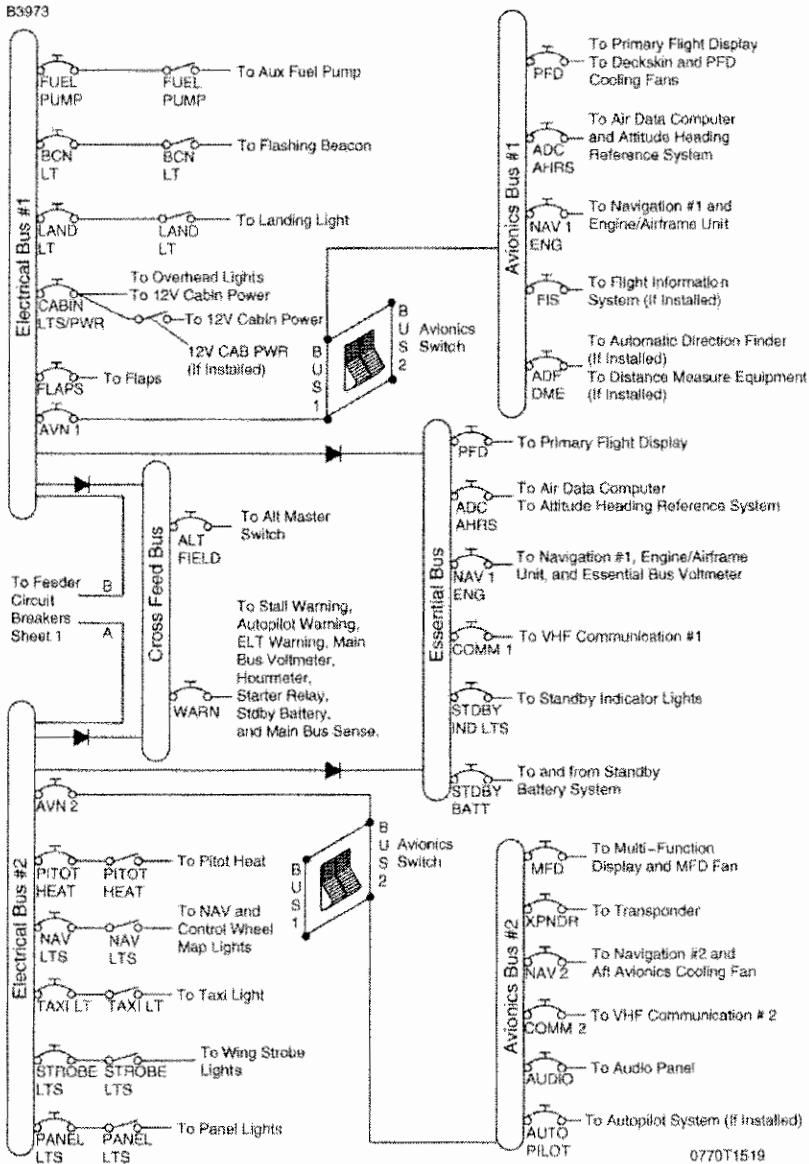 B3973
Electrical Bus #1
FUEL
PUMP
FUEL
PUMP
To Aux Fuel Pump
BCN
LT
BCN
LT
To Flashing Beacon
LAND
LT
LAND
LT
To Landing Light
CABIN
LTS/PWR
To Overhead Lights
To 12V Cabin Power
To 12V Cabin Power
12V CAB PWR
(If Installed)
FLAPS
To Flaps
AVN 1
BUS 1
BUS 2
Avionics
Switch
Avionics Bus #1
PFD
To Primary Flight Display
To Deckskin and PFD
Cooling Fans
ADC
AHRS
To Air Data Computer
and Attitude Heading
Reference System
NAV 1
ENG
To Navigation #1 and
Engine/Airframe Unit
FIS
To Flight Information
System (If Installed)
ADF
DME
To Automatic Direction Finder
(If Installed)
To Distance Measure Equipment
(If Installed)
Cross Feed Bus
ALT
FIELD
To Alt Master
Switch
To Feeder
Circuit
Breakers
Sheet 1
B
A
WARN
To Stall Warning,
Autopilot Warning,
ELT Warning, Main
Bus Voltmeter,
Hourmeter,
Starter Relay,
Stdby Battery,
and Main Bus Sense.
Essential Bus
PFD
To Primary Flight Display
ADC
AHRS
To Air Data Computer
To Attitude Heading Reference System
NAV 1
ENG
To Navigation #1, Engine/Airframe
Unit, and Essential Bus Voltmeter
COMM 1
To VHF Communication #1
STDBY
IND LTS
To Standby Indicator Lights
STDBY
BATT
To and from Standby
Battery System
Electrical Bus #2
AVN 2
PITOT
HEAT
PITOT
HEAT
To Pitot Heat
NAV
LTS
NAV
LTS
To NAV and
Control Wheel
Map Lights
TAXI LT
TAXI LT
To Taxi Light
STROBE
LTS
STROBE
LTS
To Wing Strobe
Lights
PANEL
LTS
PANEL
LTS
To Panel Lights
BUS 1
BUS 2
Avionics
Switch
Avionics Bus #2
MFD
To Multi-Function
Display and MFD Fan
XPNDR
To Transponder
NAV 2
To Navigation #2 and
Aft Avionics Cooling Fan
COMM 2
To VHF Communication # 2
AUDIO
To Audio Panel
AUTO
PILOT
To Autopilot System (If Installed)
0770T1519